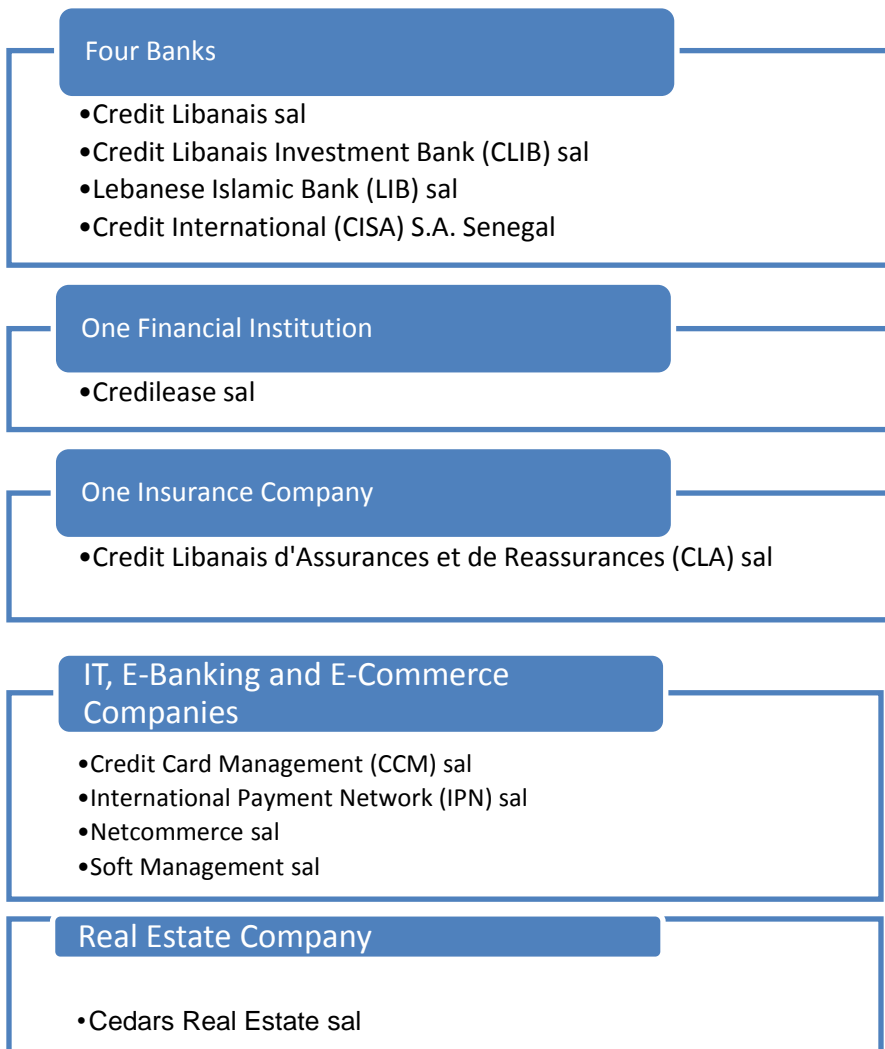 Four Banks
•Credit Libanais sal
•Credit Libanais Investment Bank (CLIB) sal
•Lebanese Islamic Bank (LIB) sal
•Credit International (CISA) S.A. Senegal
One Financial Institution
•Credilease sal
One Insurance Company
•Credit Libanais d'Assurances et de Reassurances (CLA) sal
IT, E-Banking and E-Commerce
Companies
•Credit Card Management (CCM) sal
•International Payment Network (IPN) sal
•Netcommerce sal
•Soft Management sal
Real Estate Company
•Cedars Real Estate sal